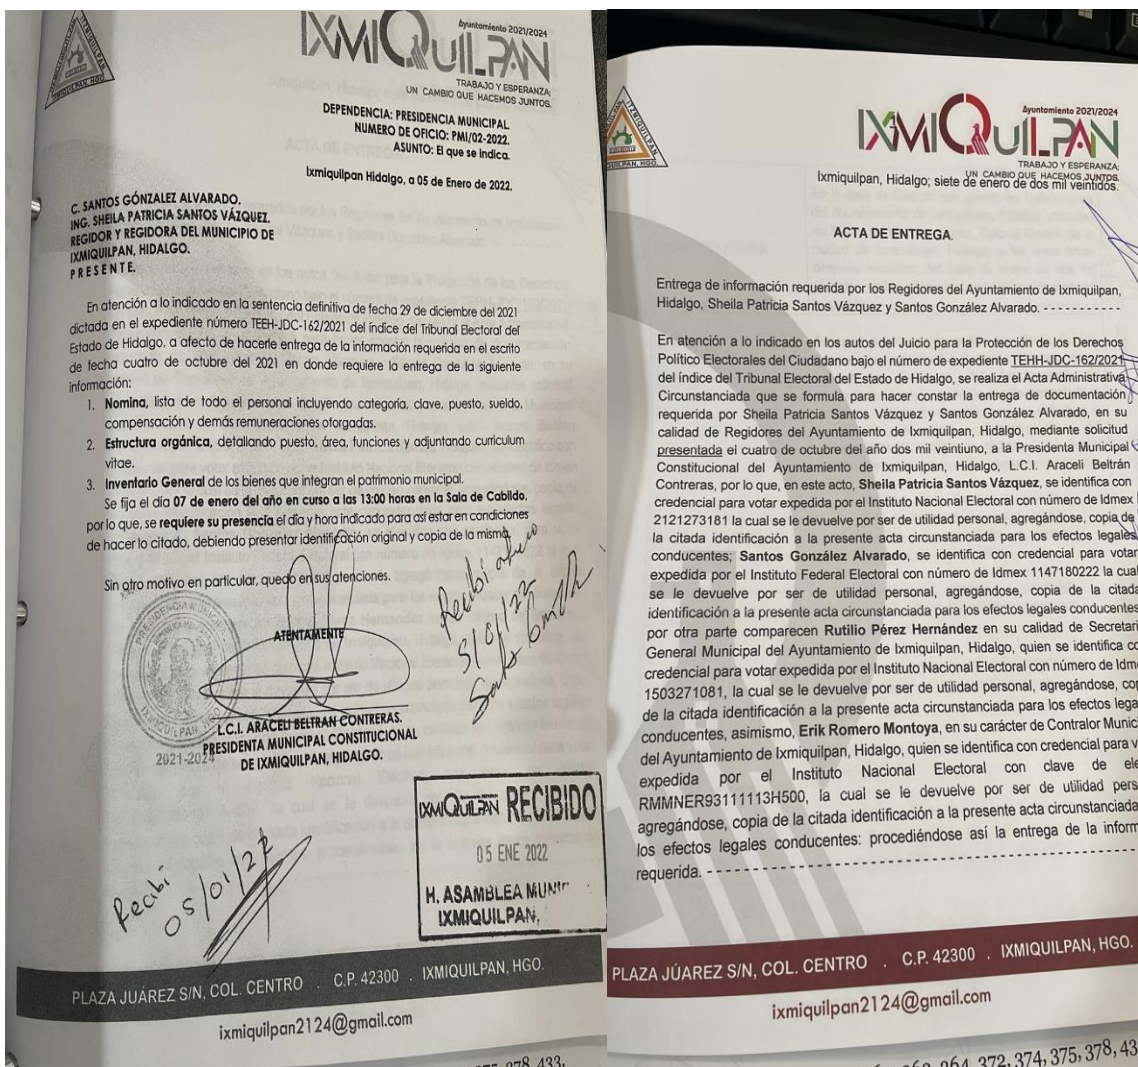 Ayuntamiento 2021/2024
IXMIQUILPAN
TRABAJO Y ESPERANZA;
UN CAMBIO QUE HACEMOS JUNTOS.
IXMIQUILPAN, HGO.
DEPENDENCIA: PRESIDENCIA MUNICIPAL
NUMERO DE OFICIO: PMI/02-2022.
ASUNTO: El que se indica.
Ixmiquilpan Hidalgo, a 05 de Enero de 2022.
C. SANTOS GÓNZALEZ ALVARADO.
ING. SHEILA PATRICIA SANTOS VÁZQUEZ.
REGIDOR Y REGIDORA DEL MUNICIPIO DE
IXMIQUILPAN, HIDALGO.
P R E S E N T E.
En atención a lo indicado en la sentencia definitiva de fecha 29 de diciembre del 2021
dictada en el expediente número TEEH-JDC-162/2021 del índice del Tribunal Electoral del
Estado de Hidalgo, a afecto de hacerle entrega de la información requerida en el escrito
de fecha cuatro de octubre del 2021 en donde requiere la entrega de la siguiente
información:
1. Nomina, lista de todo el personal incluyendo categoría, clave, puesto, sueldo,
compensación y demás remuneraciones otorgadas.
2. Estructura orgánica, detallando puesto, área, funciones y adjuntando curriculum
vitae.
3. Inventario General de los bienes que integran el patrimonio municipal.
Se fija el día 07 de enero del año en curso a las 13:00 horas en la Sala de Cabildo,
por lo que, se requiere su presencia el día y hora indicado para así estar en condiciones
de hacer lo citado, debiendo presentar identificación original y copia de la misma.
Sin otro motivo en particular, quedo en sus atenciones.
PRESIDENCIA MUNICIPAL
IXMIQUILPAN, HGO
2021-2024
ATENTAMENTE
L.C.I. ARACELI BELTRAN CONTRERAS.
PRESIDENTA MUNICIPAL CONSTITUCIONAL
DE IXMIQUILPAN, HIDALGO.
Recibí
5/01/22
Recibí
05/01/22
IXMIQUILPAN RECIBIDO
05 ENE 2022
H. ASAMBLEA
IXMIQUILPAN,
PLAZA JUÁREZ S/N, COL. CENTRO . C.P. 42300 . IXMIQUILPAN, HGO.
ixmiquilpan2124@gmail.com
378, 433,
Ayuntamiento 2021/2024
IXMIQUILPAN
TRABAJO Y ESPERANZA;
UN CAMBIO QUE HACEMOS JUNTOS.
Ixmiquilpan, Hidalgo; siete de enero de dos mil veintidos.
ACTA DE ENTREGA.
Entrega de información requerida por los Regidores del Ayuntamiento de Ixmiquilpan,
Hidalgo, Sheila Patricia Santos Vázquez y Santos González Alvarado. - - - - - - - - - - -
En atención a lo indicado en los autos del Juicio para la Protección de los Derechos
Político Electorales del Ciudadano bajo el número de expediente TEHH-JDC-162/2021
del índice del Tribunal Electoral del Estado de Hidalgo, se realiza el Acta Administrativa
Circunstanciada que se formula para hacer constar la entrega de documentación
requerida por Sheila Patricia Santos Vázquez y Santos González Alvarado, en su
calidad de Regidores del Ayuntamiento de Ixmiquilpan, Hidalgo, mediante solicitud
presentada el cuatro de octubre del año dos mil veintiuno, a la Presidenta Municipal
Constitucional del Ayuntamiento de Ixmiquilpan, Hidalgo, L.C.I. Araceli Beltrán
Contreras, por lo que, en este acto, Sheila Patricia Santos Vázquez, se identifica con
credencial para votar expedida por el Instituto Nacional Electoral con número de Idmex
2121273181 la cual se le devuelve por ser de utilidad personal, agregándose, copia de
la citada identificación a la presente acta circunstanciada para los efectos legales
conducentes; Santos González Alvarado, se identifica con credencial para votar
expedida por el Instituto Federal Electoral con número de Idmex 1147180222 la cual
se le devuelve por ser de utilidad personal, agregándose, copia de la citada
identificación a la presente acta circunstanciada para los efectos legales conducentes
por otra parte comparecen Rutilio Pérez Hernández en su calidad de Secretari
General Municipal del Ayuntamiento de Ixmiquilpan, Hidalgo, quien se identifica co
credencial para votar expedida por el Instituto Nacional Electoral con número de Idm
1503271081, la cual se le devuelve por ser de utilidad personal, agregándose, cop
de la citada identificación a la presente acta circunstanciada para los efectos lega
conducentes, asimismo, Erik Romero Montoya, en su carácter de Contralor Munic
del Ayuntamiento de Ixmiquilpan, Hidalgo, quien se identifica con credencial para v
expedida por el Instituto Nacional Electoral con clave de ele
RMMNER93111113H500, la cual se le devuelve por ser de utilidad pers
agregándose, copia de la citada identificación a la presente acta circunstanciada
los efectos legales conducentes: procediéndose así la entrega de la inform
requerida. - - - - - - - - - - - - - - - - - - - - - - - - - - - -
PLAZA JÚAREZ S/N, COL. CENTRO . C.P. 42300 . IXMIQUILPAN, HGO.
ixmiquilpan2124@gmail.com
364, 372, 374, 375, 378, 43